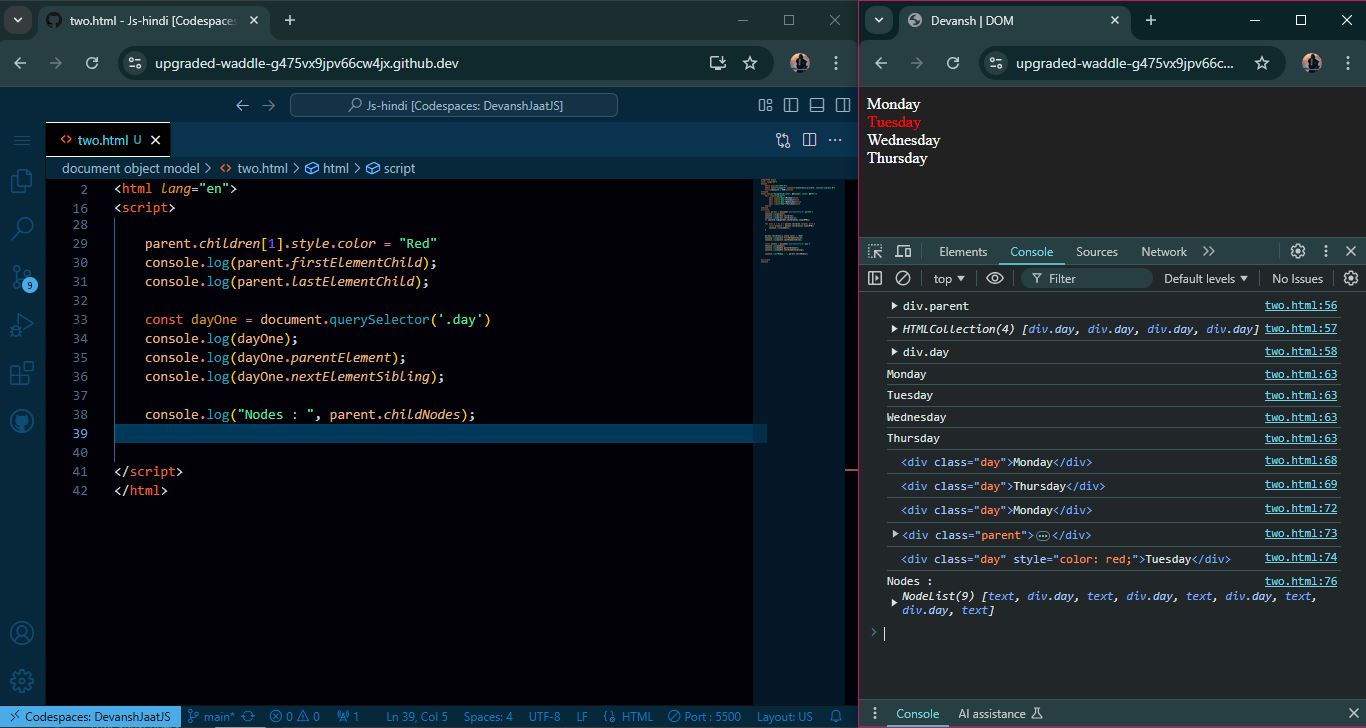 two.html - Js-hindi [Codespaces
upgraded-waddle-g475vx9jpv66cw4jx.github.dev
Js-hindi [Codespaces: DevanshJaatJS]
two.html U
document object model > two.html > html > script
2 <html lang="en">
16 <script>
28
29 parent.children[1].style.color = "Red"
30 console.log(parent.firstElementChild);
31 console.log(parent.lastElementChild);
32
33 const dayOne = document.querySelector('.day')
34 console.log(dayOne);
35 console.log(dayOne.parentElement);
36 console.log(dayOne.nextElementSibling);
37
38 console.log("Nodes : ", parent.childNodes);
39
40
41 </script>
42 </html>
9
Codespaces: DevanshJaatJS main* 0 0 1 Ln 39, Col 5 Spaces: 4 UTF-8 LF HTML Port : 5500 Layout: US
Devansh | DOM
upgraded-waddle-g475vx9jpv66c...
Monday
Tuesday
Wednesday
Thursday
Elements Console Sources Network
top Filter Default levels No Issues
div.parent two.html:56
HTMLCollection(4) [div.day, div.day, div.day, div.day] two.html:57
div.day two.html:58
Monday two.html:63
Tuesday two.html:63
Wednesday two.html:63
Thursday two.html:63
<div class="day">Monday</div> two.html:68
<div class="day">Thursday</div> two.html:69
<div class="day">Monday</div> two.html:72
<div class="parent">…</div> two.html:73
<div class="day" style="color: red;">Tuesday</div> two.html:74
Nodes : two.html:76
NodeList(9) [text, div.day, text, div.day, text, div.day, text,
div.day, text]
Console AI assistance